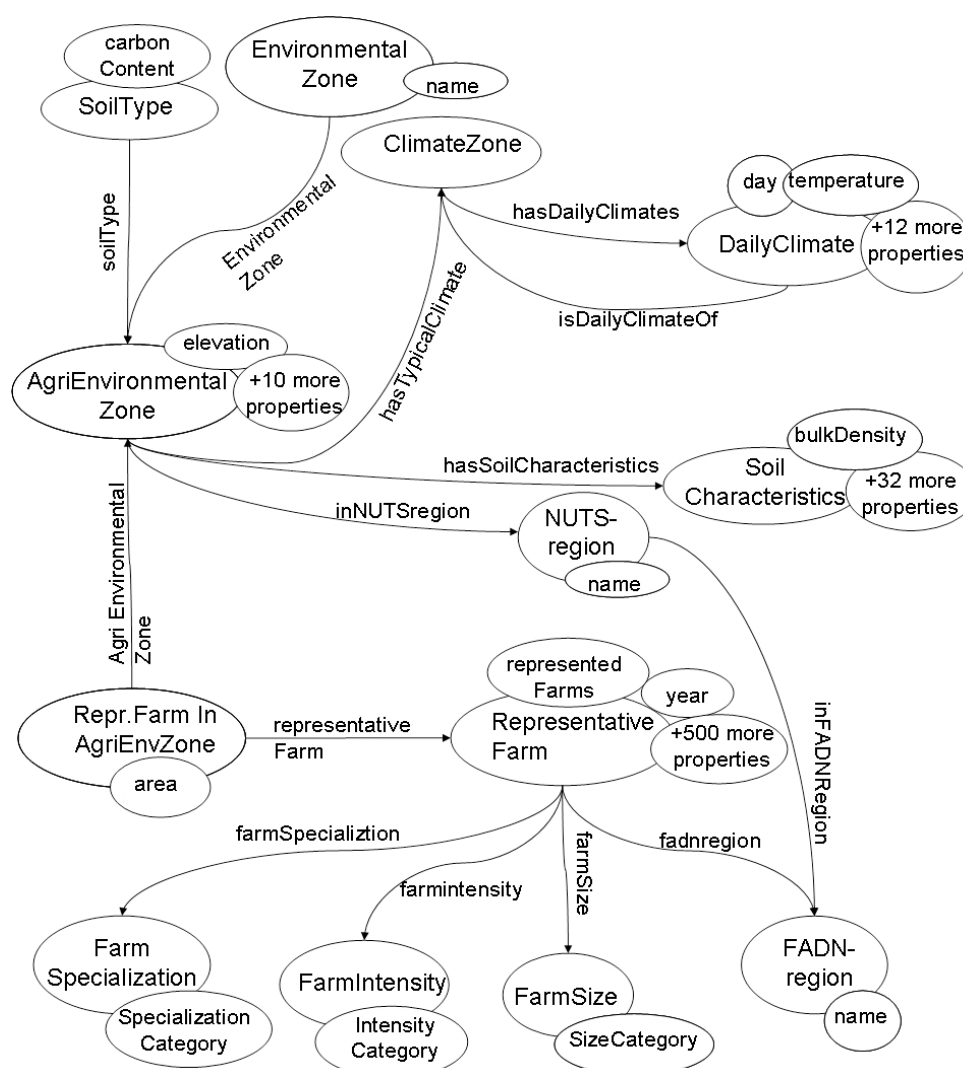 carbon
Content
SoilType
Environmental
Zone
name
ClimateZone
day
temperature
DailyClimate
+12 more
properties
hasDailyClimates
isDailyClimateOf
soilType
Environmental
Zone
hasTypicalClimate
elevation
AgriEnvironmental
Zone
+10 more
properties
hasSoilCharacteristics
bulkDensity
Soil
Characteristics
+32 more
properties
inNUTSregion
NUTS-
region
name
Agri Environmental
Zone
inFADNRegion
Repr.Farm In
AgriEnvZone
area
representative
Farm
represented
Farms
year
Representative
Farm
+500 more
properties
farmSpecializtion
farmintensity
farmSize
fadnregion
Farm
Specialization
Specialization
Category
FarmIntensity
Intensity
Category
FarmSize
SizeCategory
FADN-
region
name